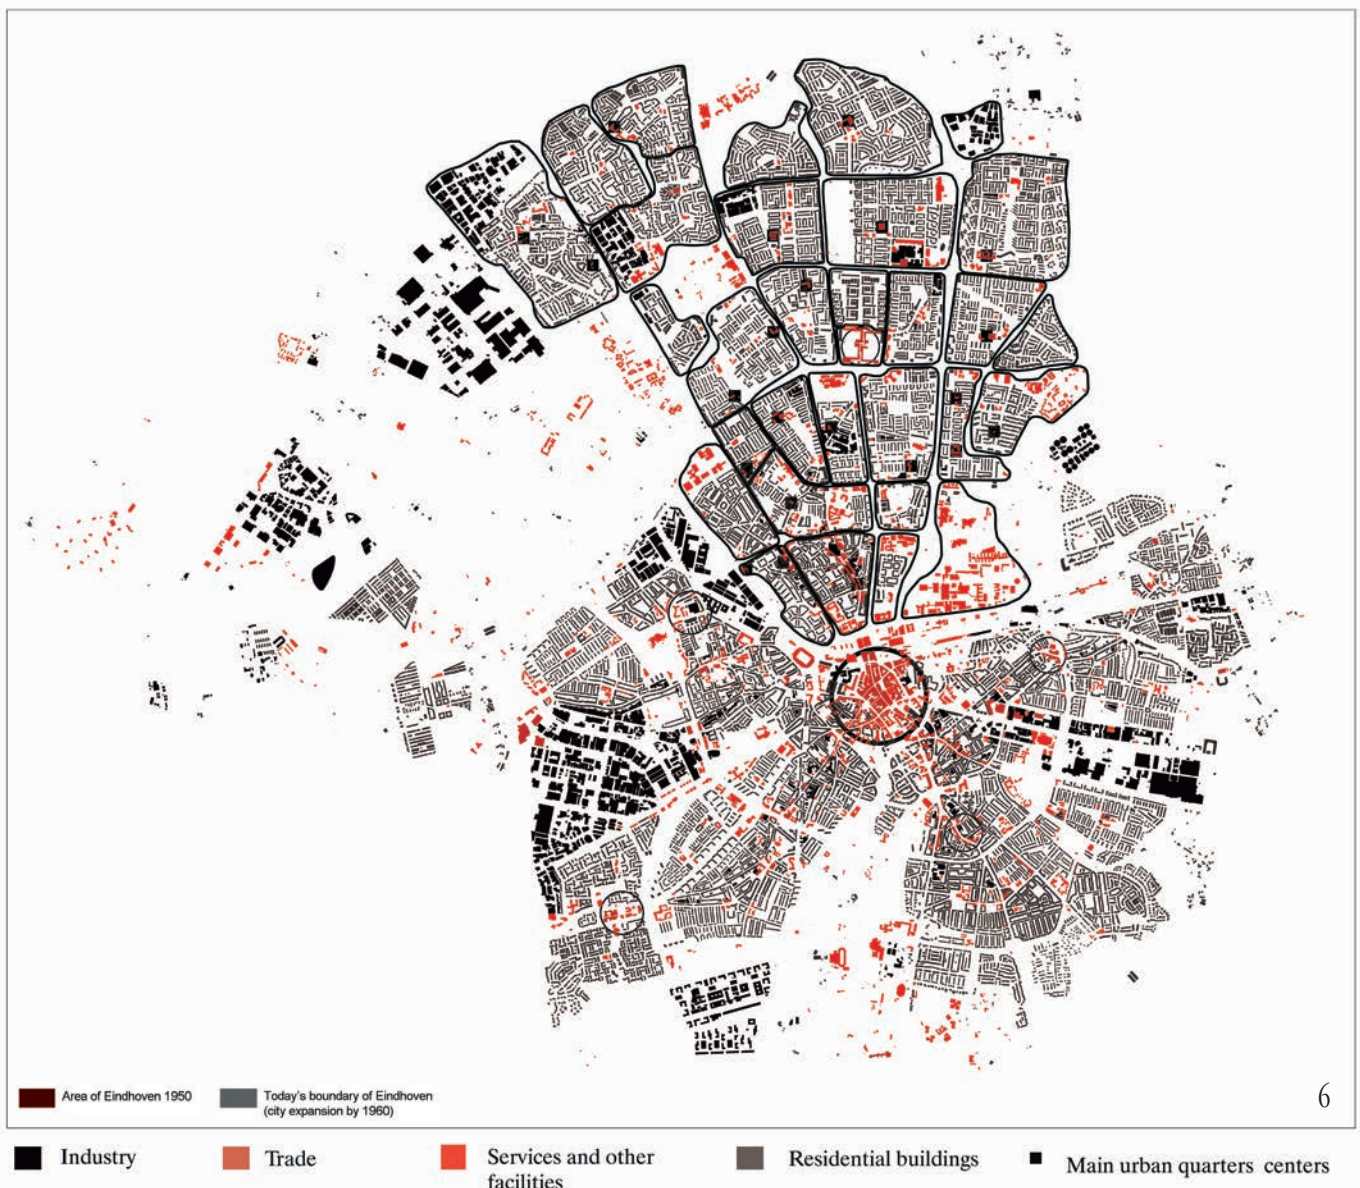 6
Area of Eindhoven 1950
Today's boundary of Eindhoven
(city expansion by 1960)
Industry
Trade
Services and other
facilities
Residential buildings
Main urban quarters centers